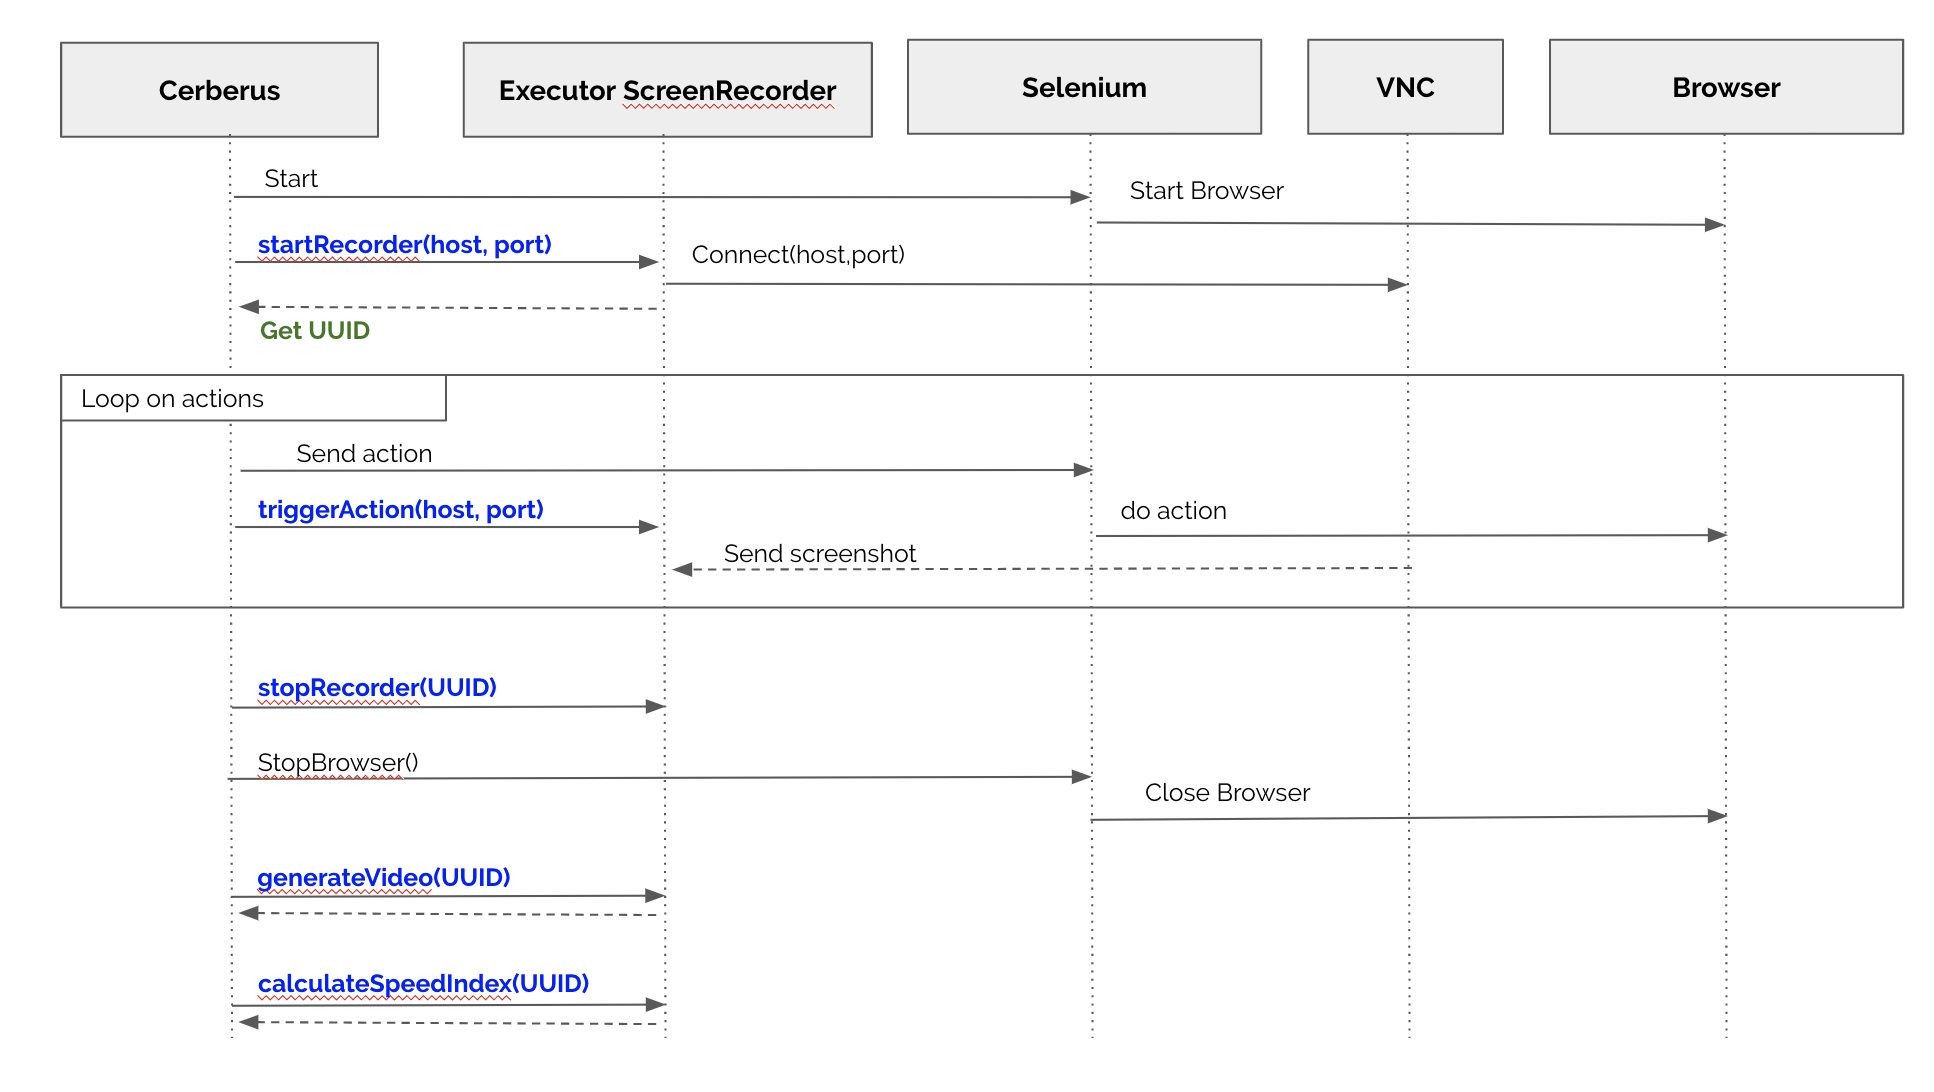 Cerberus
Executor ScreenRecorder
Selenium
VNC
Browser
Start
Start Browser
startRecorder(host, port)
Connect(host,port)
Get UUID
Loop on actions
Send action
triggerAction(host, port)
do action
Send screenshot
stopRecorder(UUID)
StopBrowser()
Close Browser
generateVideo(UUID)
calculateSpeedIndex(UUID)